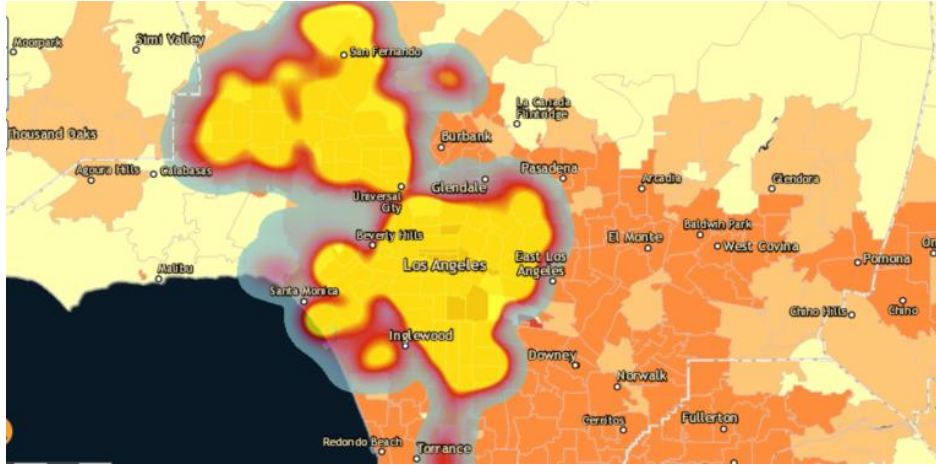 Moorpark
Simi Valley
San Fernando
La Canada
Flintridge
Burbank
Thousand Oaks
Pasadena
Agoura Hills
Calabasas
Glendale
Arcadia
Glendora
Universal
City
Beverly Hills
Baldwin Park
El Monte
West Covina
Los Angeles
East Los
Angeles
Pomona
Malibu
Santa Monica
Chino Hills
Chino
Inglewood
Downey
Norwalk
Cerritos
Fullerton
Redondo Beach
Torrance